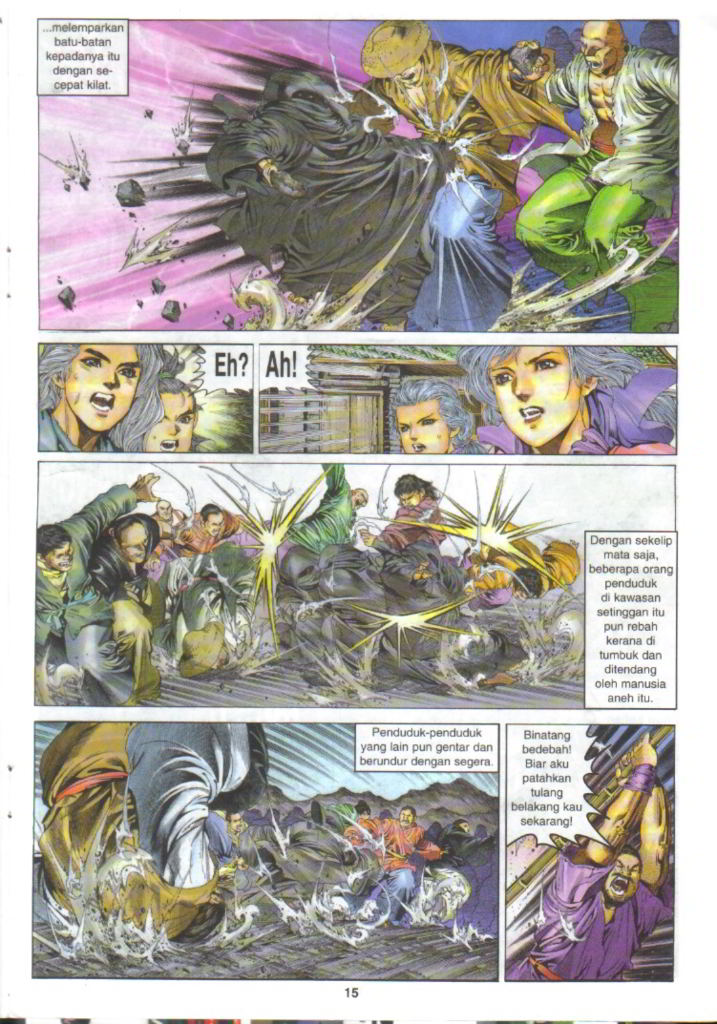 ...melemparkan
batu-batan
kepadanya itu
dengan se-
cepat kilat.
Eh?
Ah!
Dengan sekelip
mata saja,
beberapa orang
penduduk
di kawasan
setinggan itu
pun rebah
kerana di
tumbuk dan
ditendang
oleh manusia
aneh itu.
Penduduk-penduduk
yang lain pun gentar dan
berundur dengan segera.
Binatang
bedebah!
Biar aku
patahkan
tulang
belakang kau
sekarang!
15